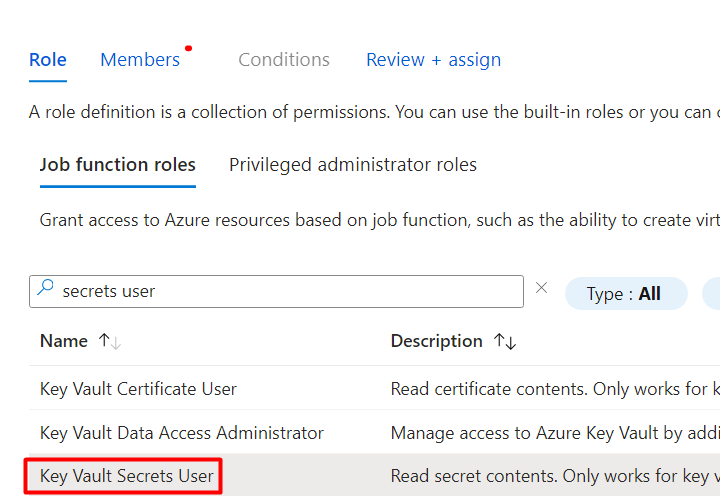 Role Members Conditions Review + assign
A role definition is a collection of permissions. You can use the built-in roles or you can
Job function roles Privileged administrator roles
Grant access to Azure resources based on job function, such as the ability to create
secrets user Type : All
Name Description
Key Vault Certificate User Read certificate contents. Only works for
Key Vault Data Access Administrator Manage access to Azure Key Vault by
Key Vault Secrets User Read secret contents. Only works for key